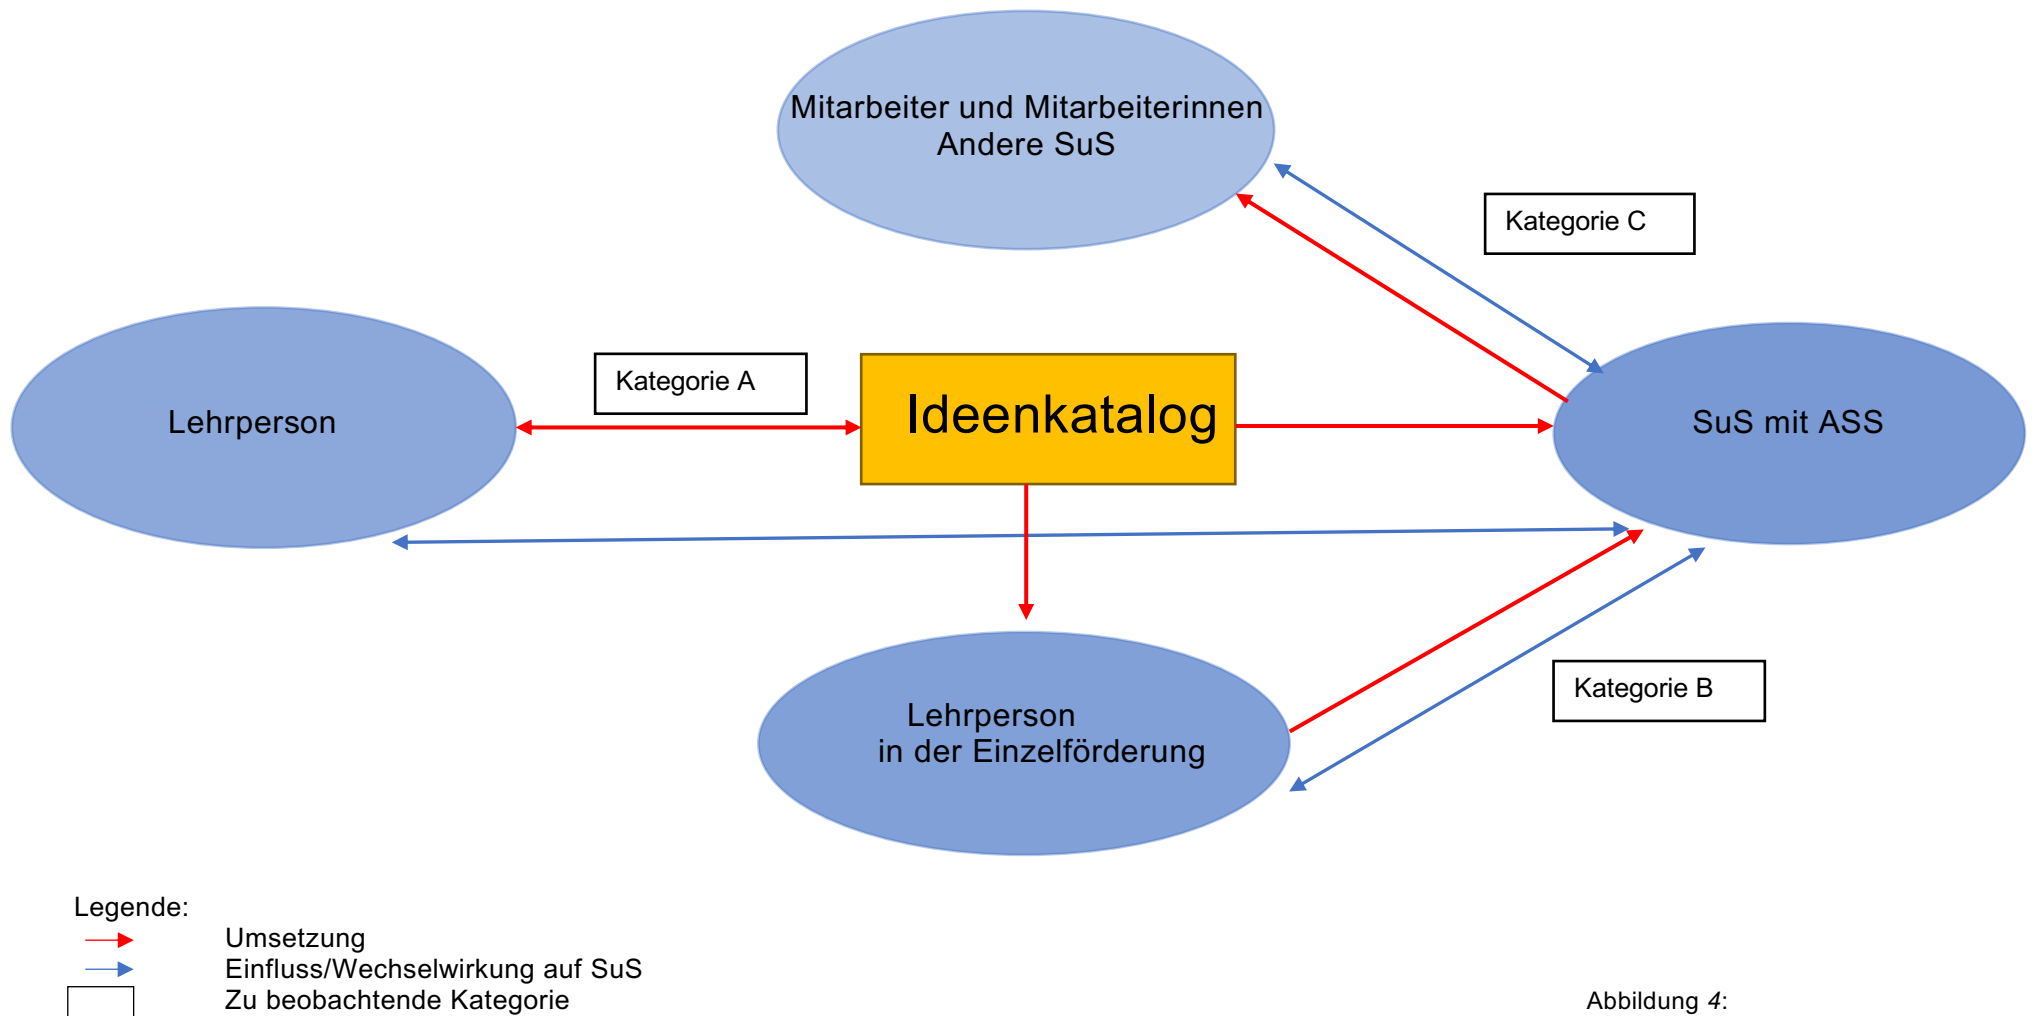 Mitarbeiter und Mitarbeiterinnen
Andere SuS
Kategorie C
Kategorie A
Ideenkatalog
Lehrperson
SuS mit ASS
Kategorie B
Lehrperson
in der Einzelförderung
Legende:
Umsetzung
Einfluss/Wechselwirkung auf SuS
Zu beobachtende Kategorie
Abbildung 4: